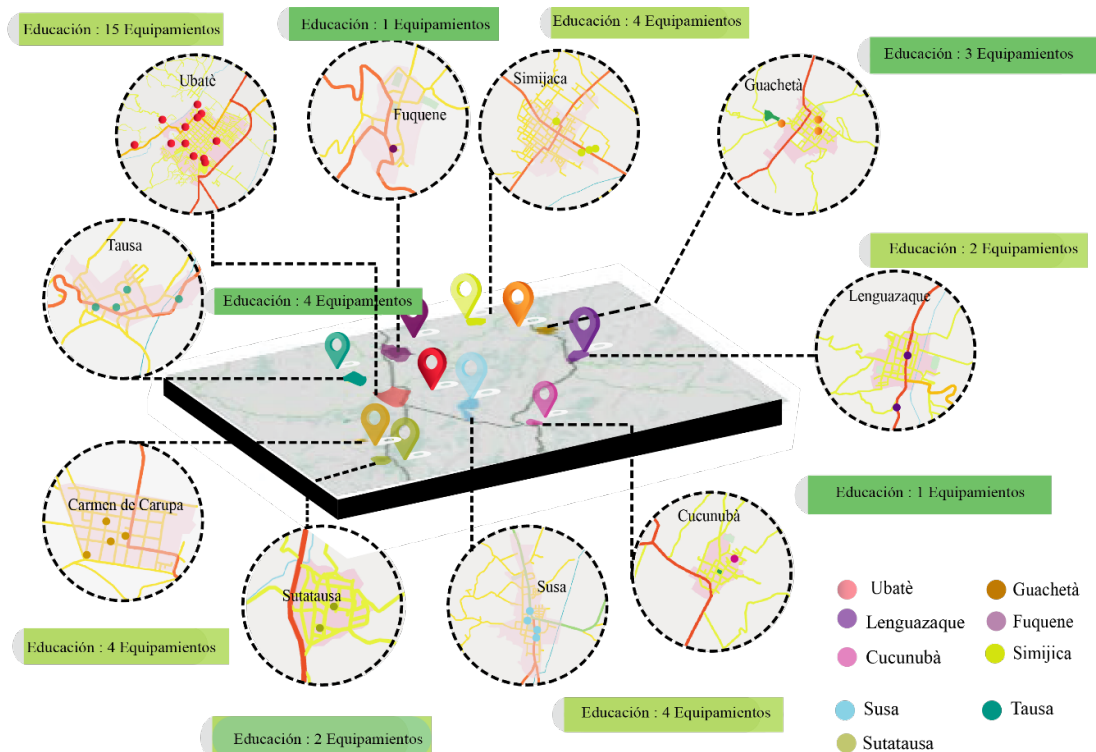 Educación : 15 Equipamientos
Educación : 1 Equipamientos
Educación : 4 Equipamientos
Educación : 3 Equipamientos
Ubatè
Fuquene
Simijaca
Guachetà
Tausa
Educación : 4 Equipamientos
Educación : 2 Equipamientos
Lenguazaque
Carmen de Carupa
Sutatausa
Susa
Cucunubà
Educación : 1 Equipamientos
Educación : 4 Equipamientos
Educación : 2 Equipamientos
Educación : 4 Equipamientos
Ubatè
Lenguazaque
Cucunubà
Susa
Sutatausa
Guachetà
Fuquene
Simijica
Tausa